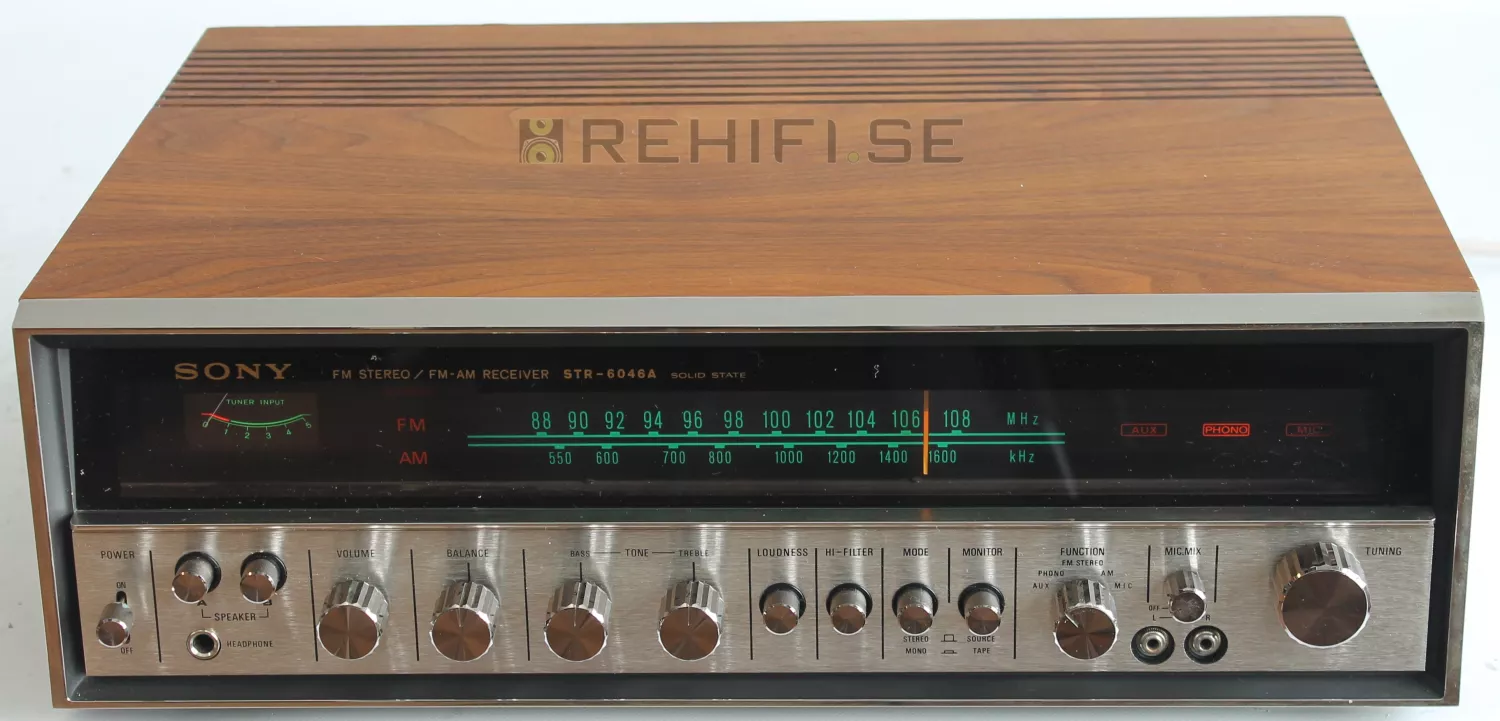 REHIFI.SE
SONY FM STEREO / FM-AM RECEIVER STR-6046A SOLID STATE
TUNER INPUT
0 1 2 3 4 5
FM 88 90 92 94 96 98 100 102 104 106 108 MHz
AUX PHONO MIC
AM 550 600 700 800 1000 1200 1400 1600 kHz
POWER VOLUME BALANCE BASS TONE TREBLE LOUDNESS HI-FILTER MODE MONITOR FUNCTION MIC.MIX TUNING
FM STEREO
PHONO AM
ON AUX MIC
A B
OFF
L R
SPEAKER
HEADPHONE
STEREO SOURCE
OFF MONO TAPE